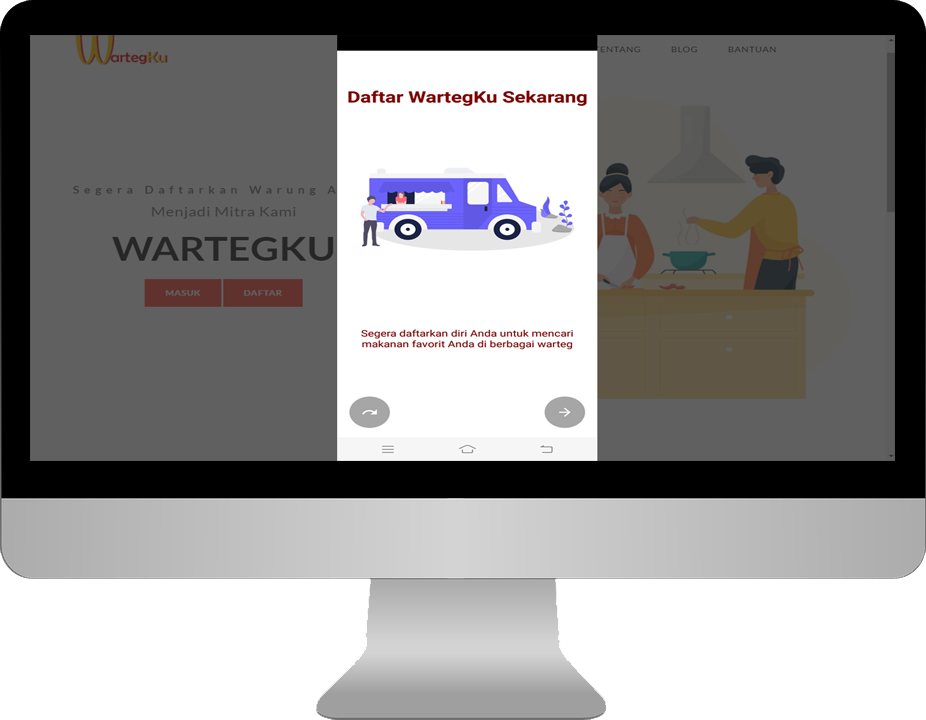 WartegKu
BLOG
BANTUAN
Daftar WartegKu Sekarang
Segera Daftarkan Warung
Menjadi Mitra Kami
WARTEGKU
MASUK
DAFTAR
Segera daftarkan diri Anda untuk mencari
makanan favorit Anda di berbagai warteg